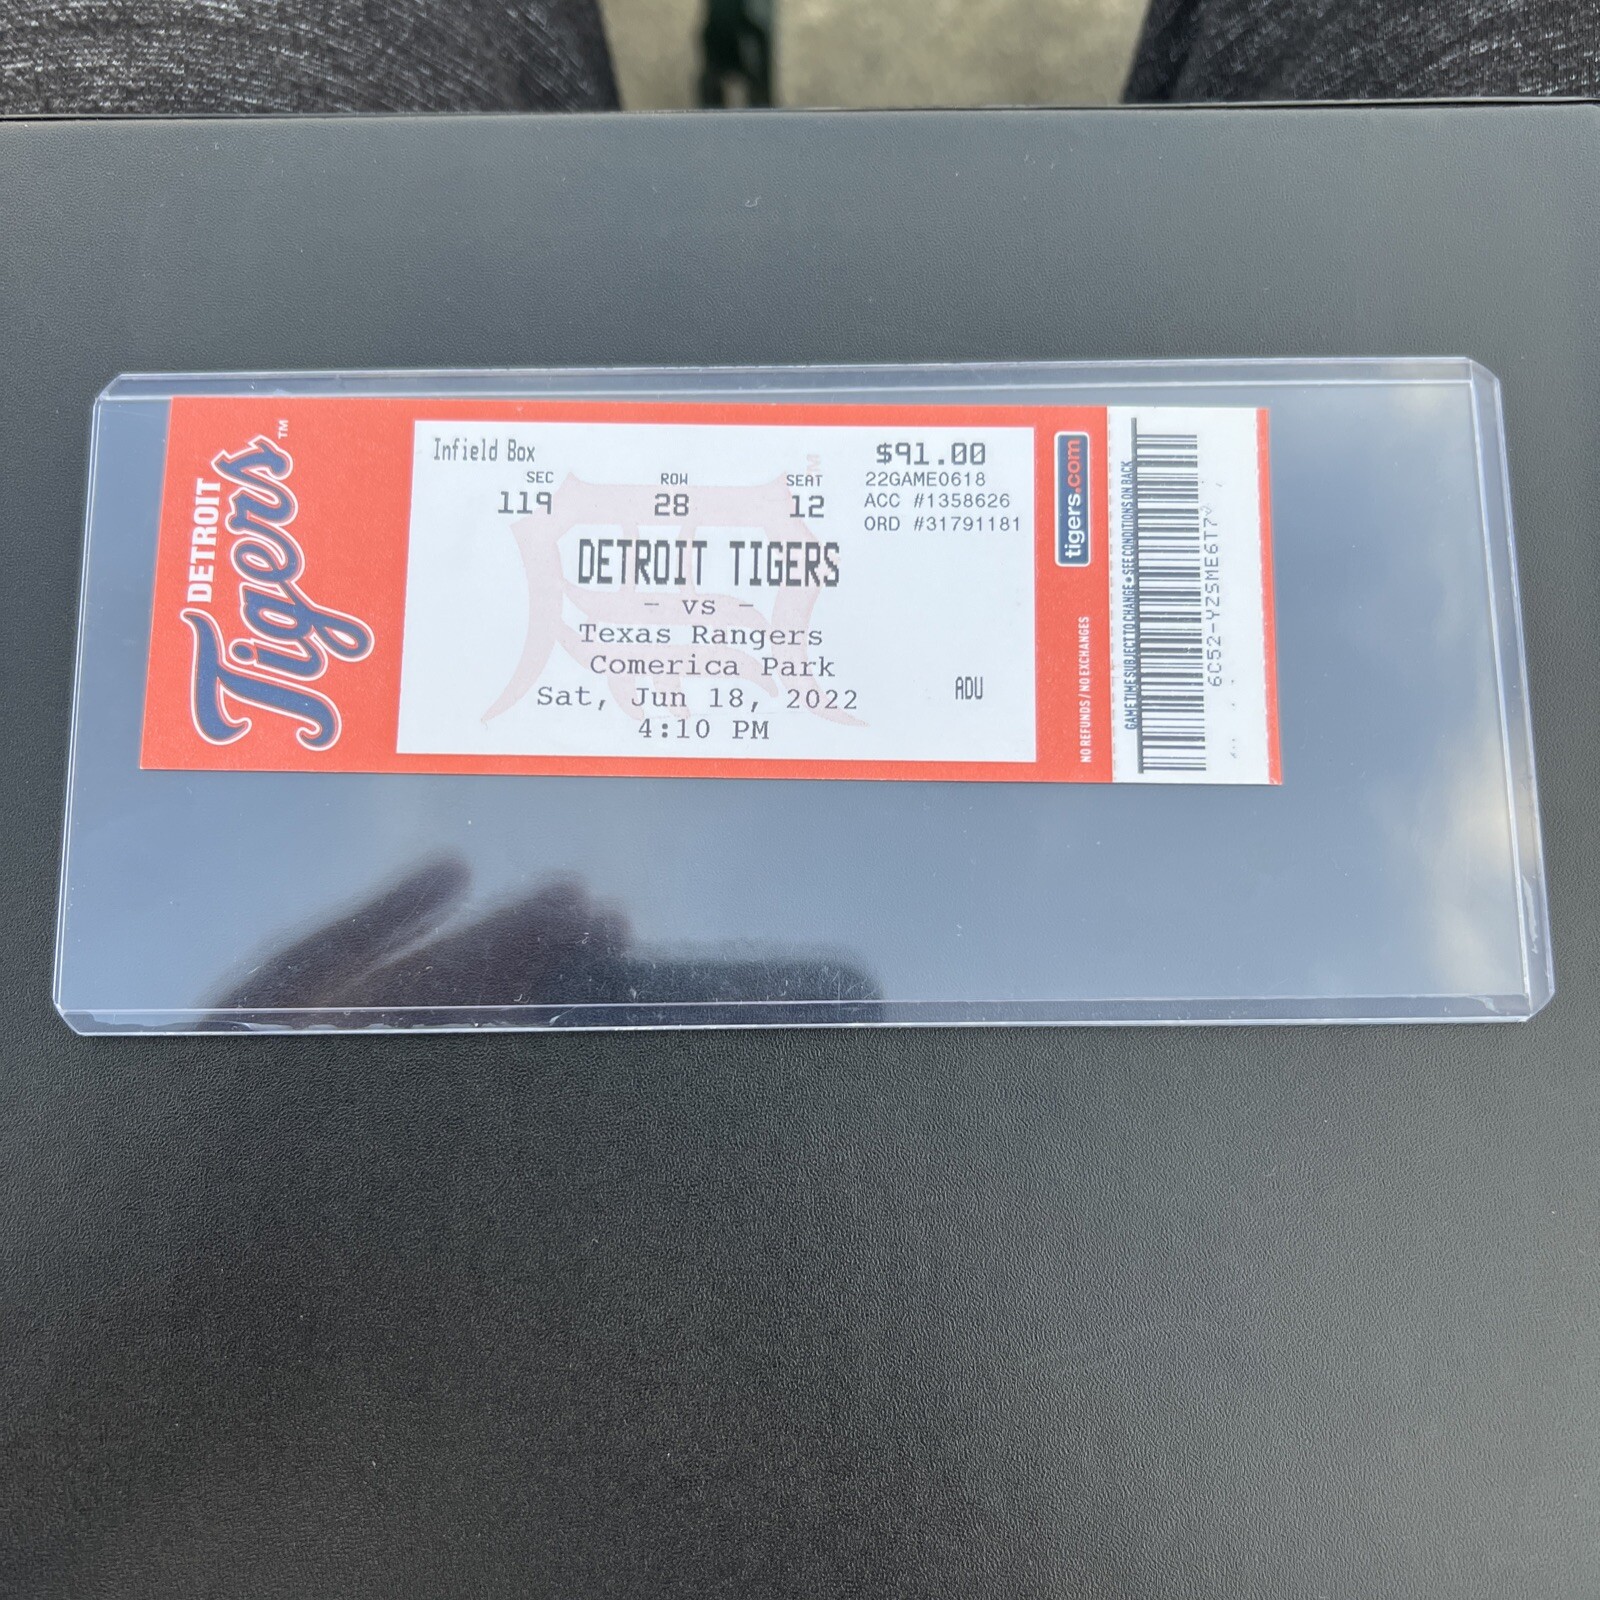 DETROIT
Tigers™
Infield Box
SEC ROW SEAT
119 28 12
$91.00
22GAME0618
ACC #1358626
ORD #31791181
DETROIT TIGERS
- vs -
Texas Rangers
Comerica Park
Sat, Jun 18, 2022
4:10 PM
ADU
tigers.com
NO REFUNDS / NO EXCHANGES
GAME TIME SUBJECT TO CHANGE • SEE CONDITIONS ON BACK
6C52-YZSME6T7